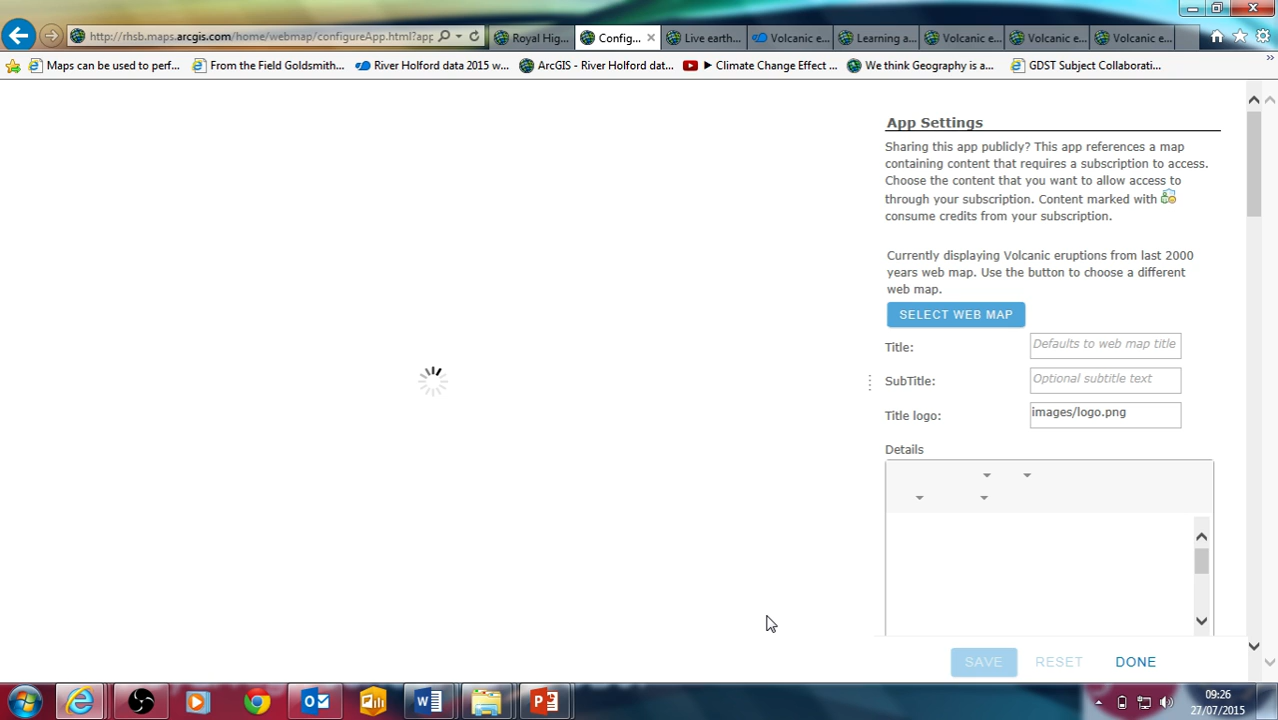 http://rhsb.maps.arcgis.com/home/webmap/configureApp.html?app
Royal Hig...
Config...
Live earth...
Volcanic e...
Learning a...
Volcanic e...
Volcanic e...
Volcanic e...
Maps can be used to perf...
From the Field Goldsmith...
River Holford data 2015 w...
ArcGIS - River Holford dat...
► Climate Change Effect ...
We think Geography is a...
GDST Subject Collaborati...
App Settings
Sharing this app publicly? This app references a map
containing content that requires a subscription to access.
Choose the content that you want to allow access to
through your subscription. Content marked with
consume credits from your subscription.
Currently displaying Volcanic eruptions from last 2000
years web map. Use the button to choose a different
web map.
SELECT WEB MAP
Title: Defaults to web map title
SubTitle: Optional subtitle text
Title logo: images/logo.png
Details
SAVE RESET DONE
09:26
27/07/2015